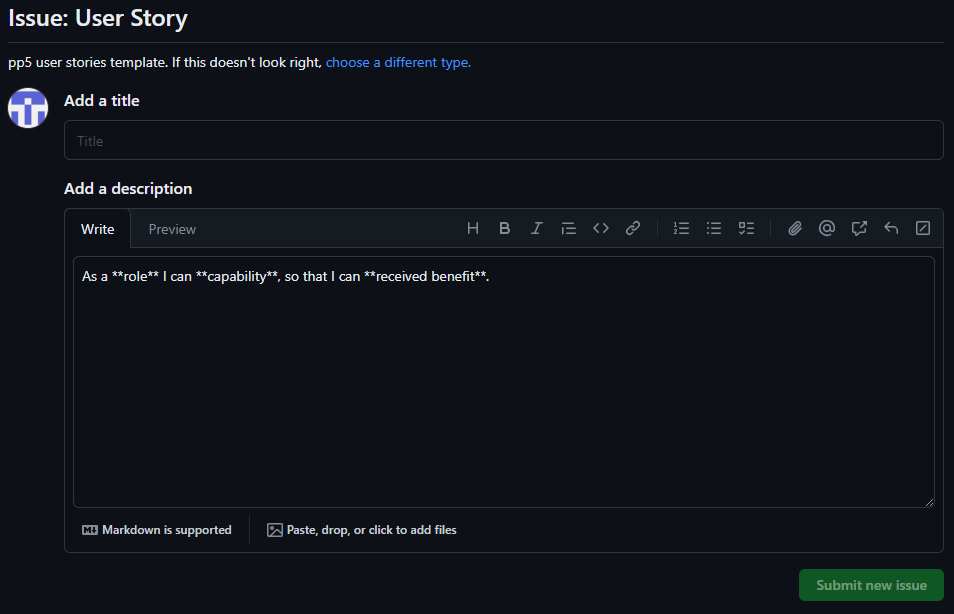 Issue: User Story
pp5 user stories template. If this doesn't look right, choose a different type.
Add a title
Title
Add a description
Write Preview
As a **role** I can **capability**, so that I can **received benefit**.
Markdown is supported Paste, drop, or click to add files
Submit new issue